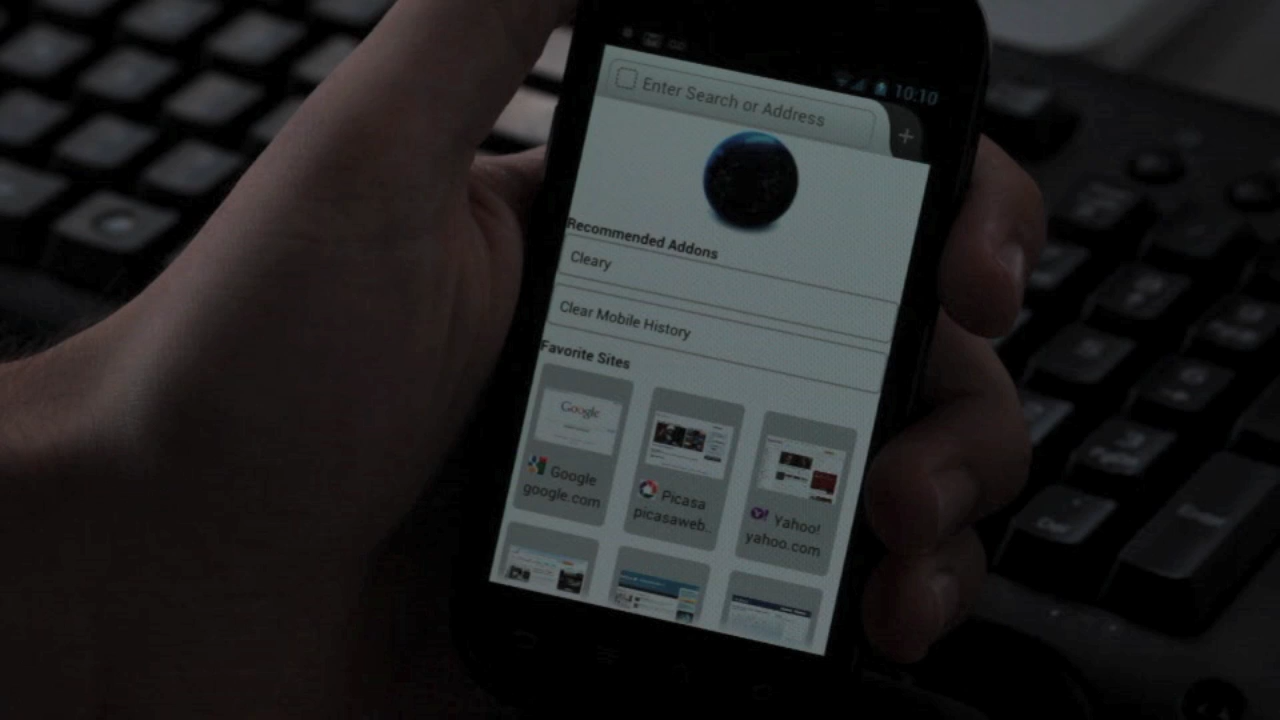 10:10
Enter Search or Address
+
Recommended Addons
Cleary
Clear Mobile History
Favorite Sites
Google
Google
google.com
Picasa
picasaweb..
Y!
Yahoo!
yahoo.com